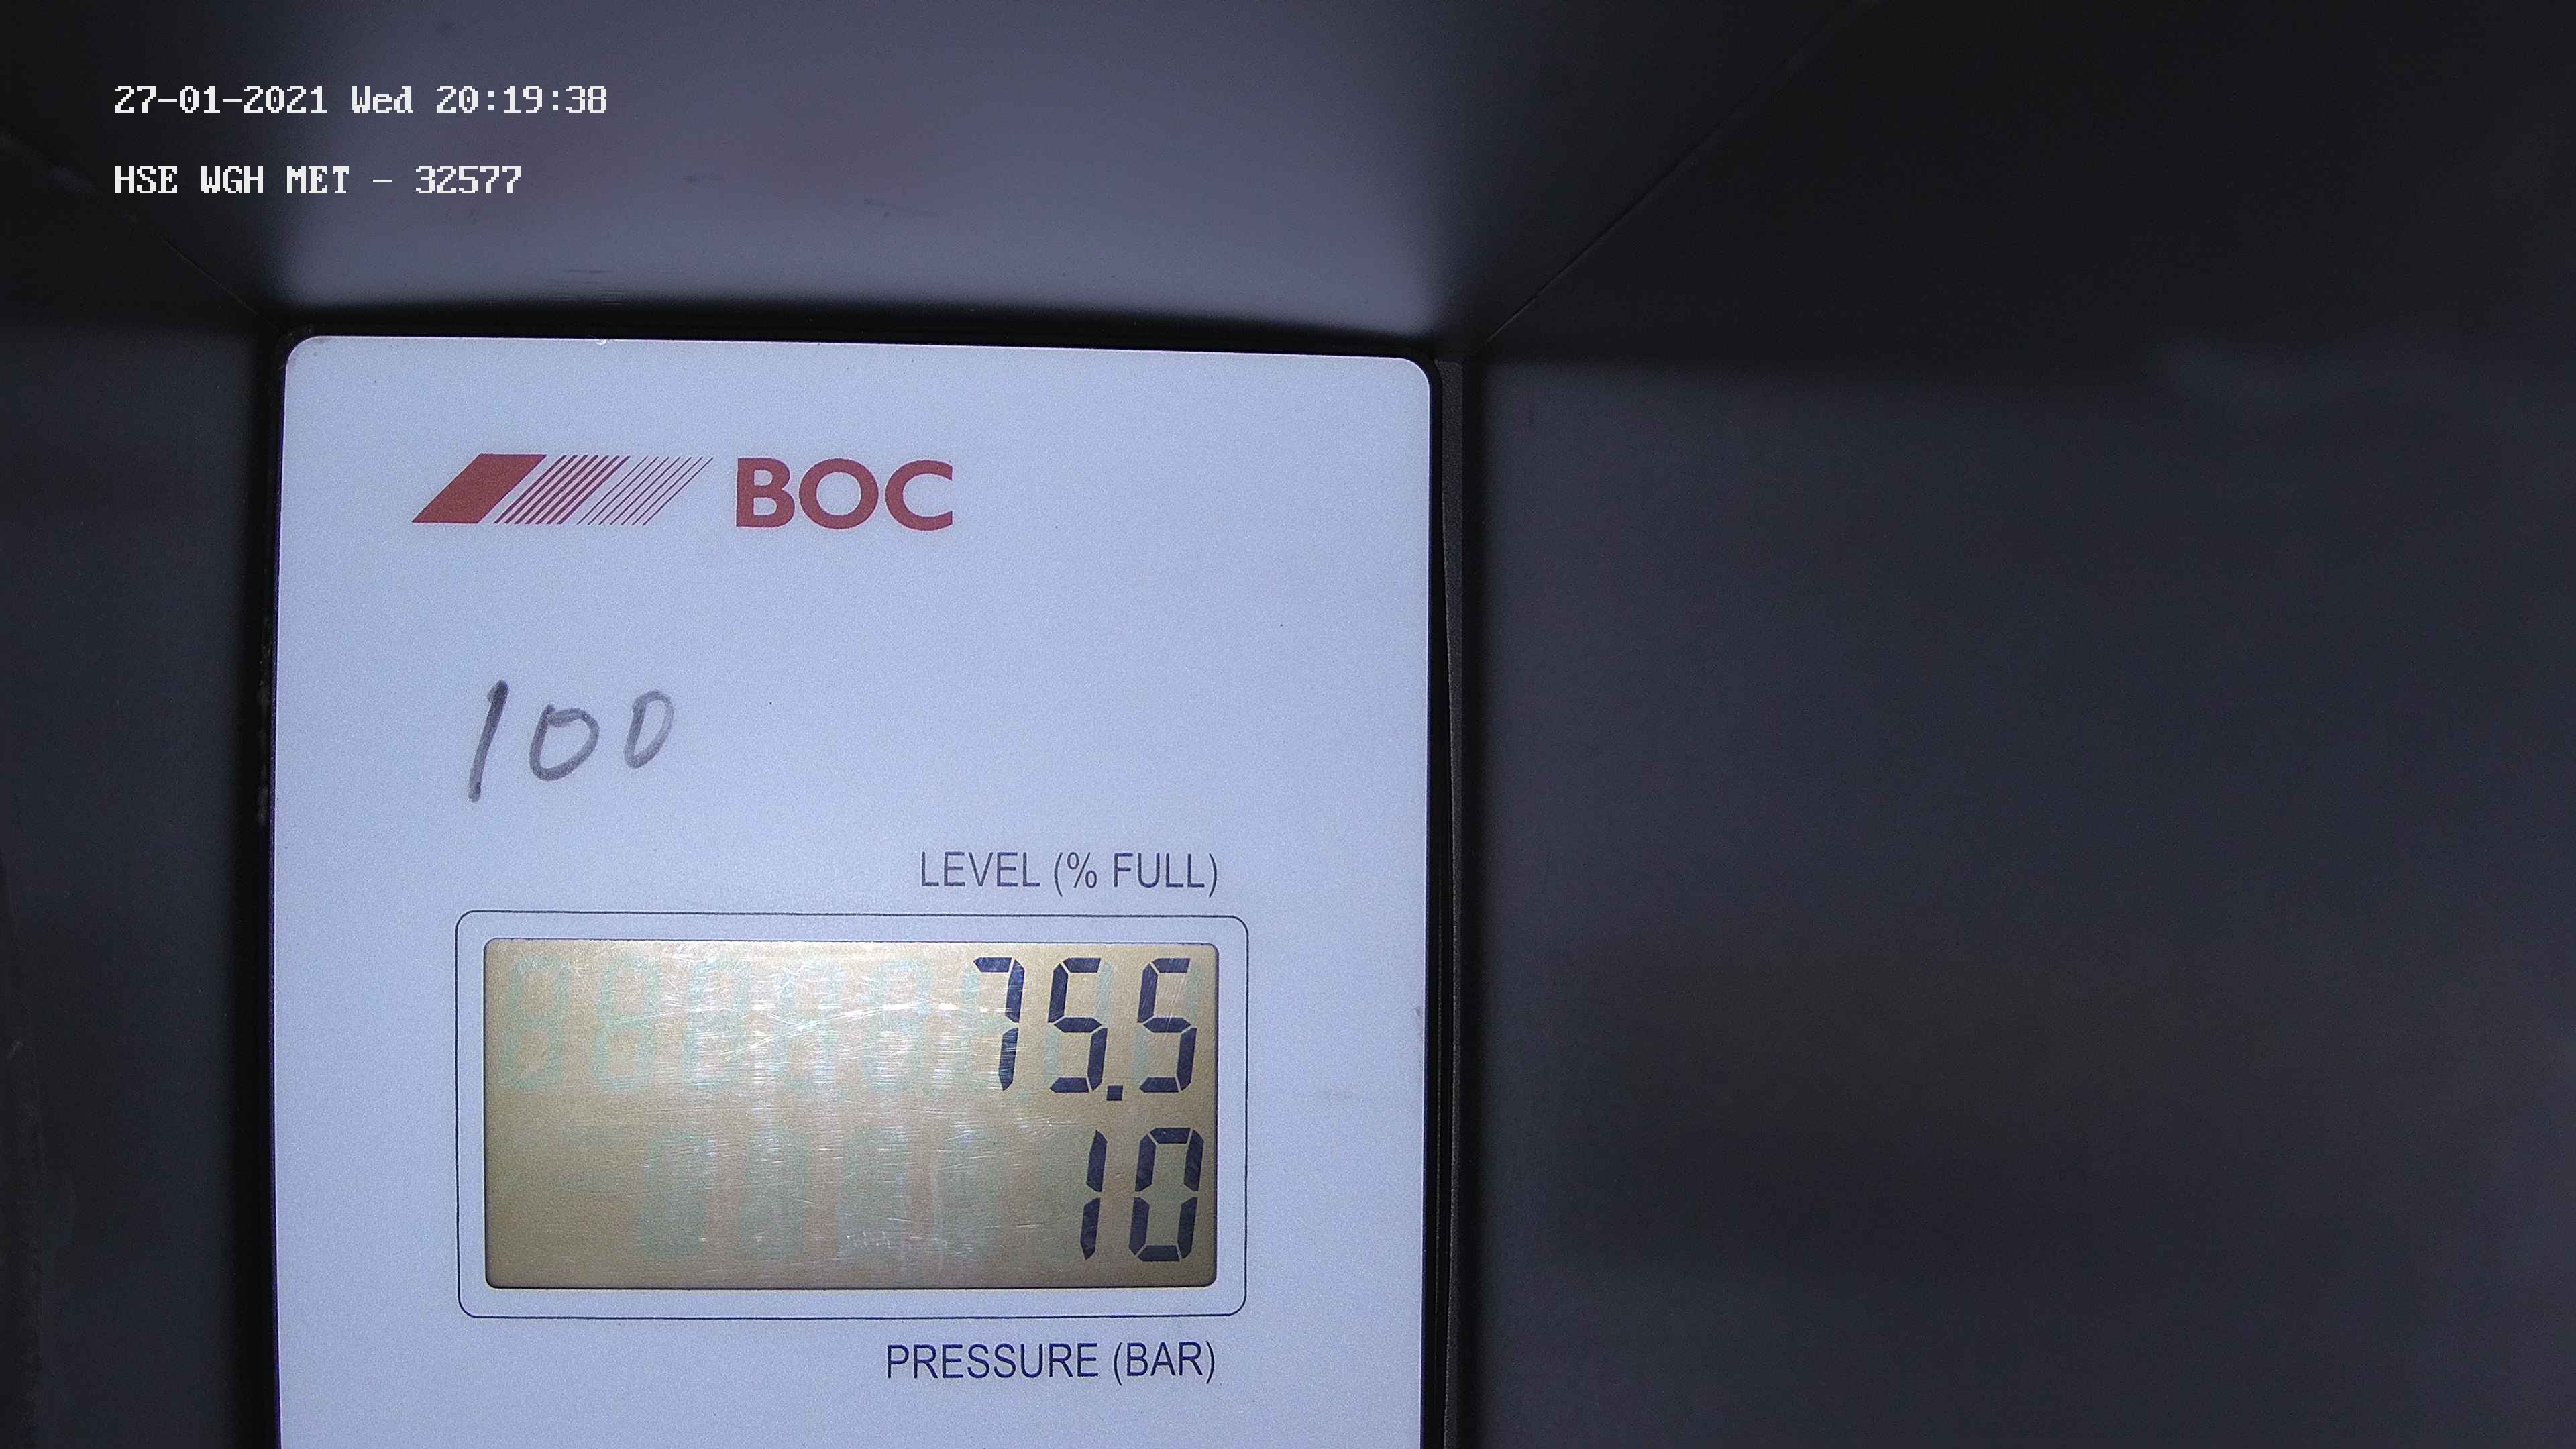 27-01-2021 Wed 20:19:38
HSE WGH MET - 32577
BOC
100
LEVEL (% FULL)
75.5
10
PRESSURE (BAR)